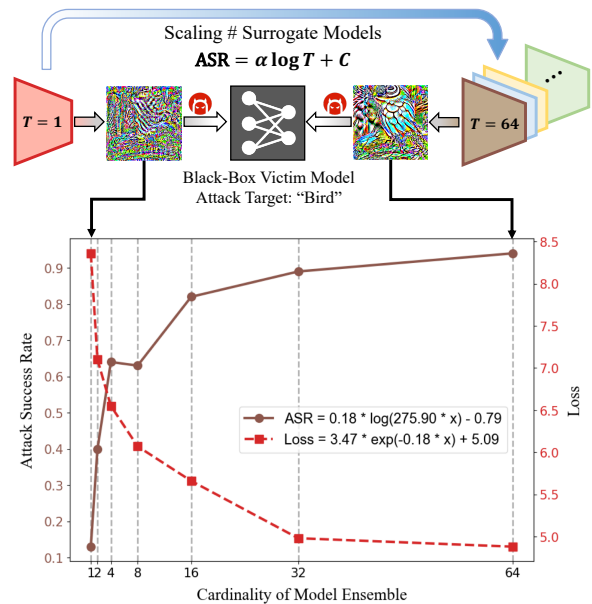 Scaling # Surrogate Models
ASR = α log T + C
T = 1
T = 64
...
Black-Box Victim Model
Attack Target: “Bird”
Attack Success Rate
0.9
0.8
0.7
0.6
0.5
0.4
0.3
0.2
0.1
8.5
8.0
7.5
7.0
6.5
6.0
5.5
5.0
Loss
ASR = 0.18 * log(275.90 * x) - 0.79
Loss = 3.47 * exp(-0.18 * x) + 5.09
1 2 4 8 16 32 64
Cardinality of Model Ensemble